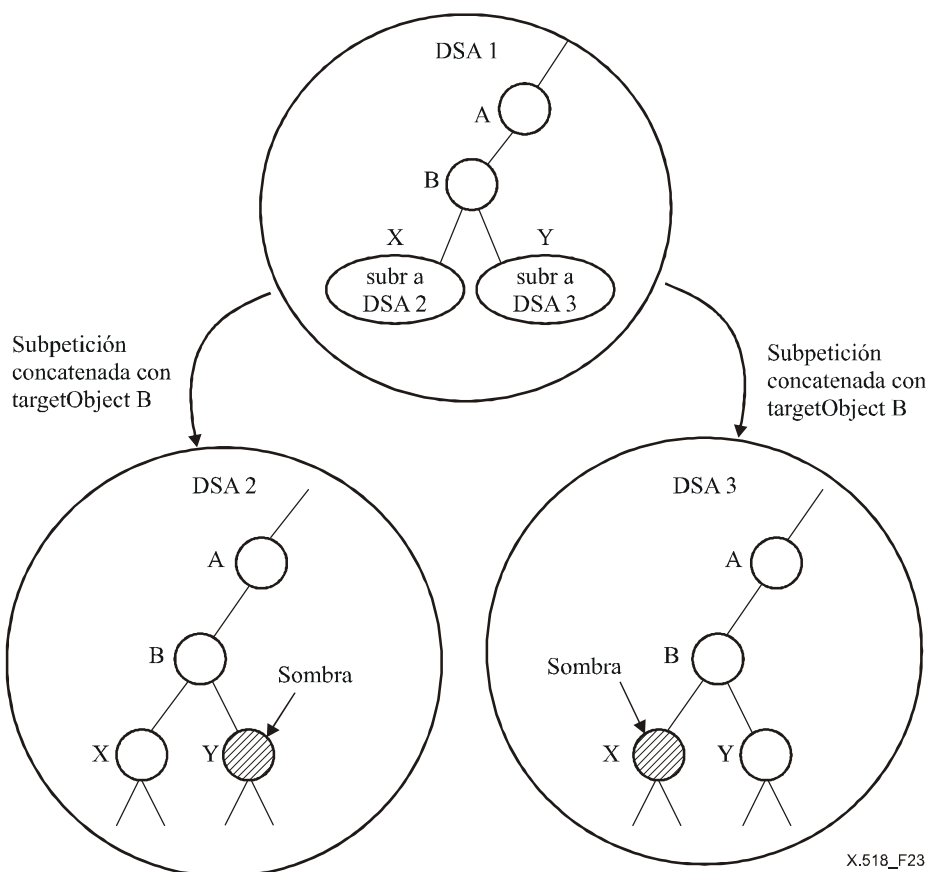 DSA 1
A
B
X
Y
subr a
DSA 2
subr a
DSA 3
Subpetición
concatenada con
targetObject B
Subpetición
concatenada con
targetObject B
DSA 2
A
B
Sombra
X
Y
DSA 3
A
B
Sombra
X
Y
X.518_F23